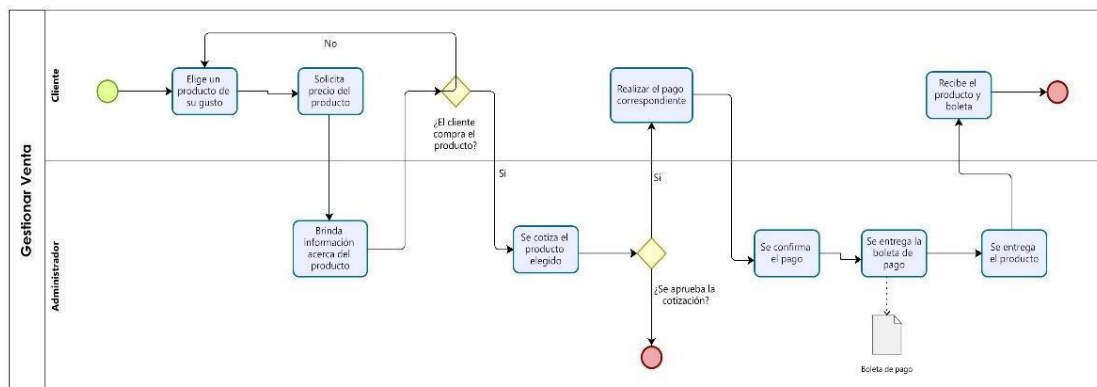 Gestionar Venta
Cliente
Elige un
producto de
su gusto
Solicita
precio del
producto
No
¿El cliente
compra el
producto?
Si
Realizar el pago
correspondiente
Recibe el
producto y
boleta
Administrador
Brinda
información
acerca del
producto
Se cotiza el
producto
elegido
Si
¿Se aprueba la
cotización?
Se confirma
el pago
Se entrega la
boleta de
pago
Se entrega
el producto
Boleta de pago